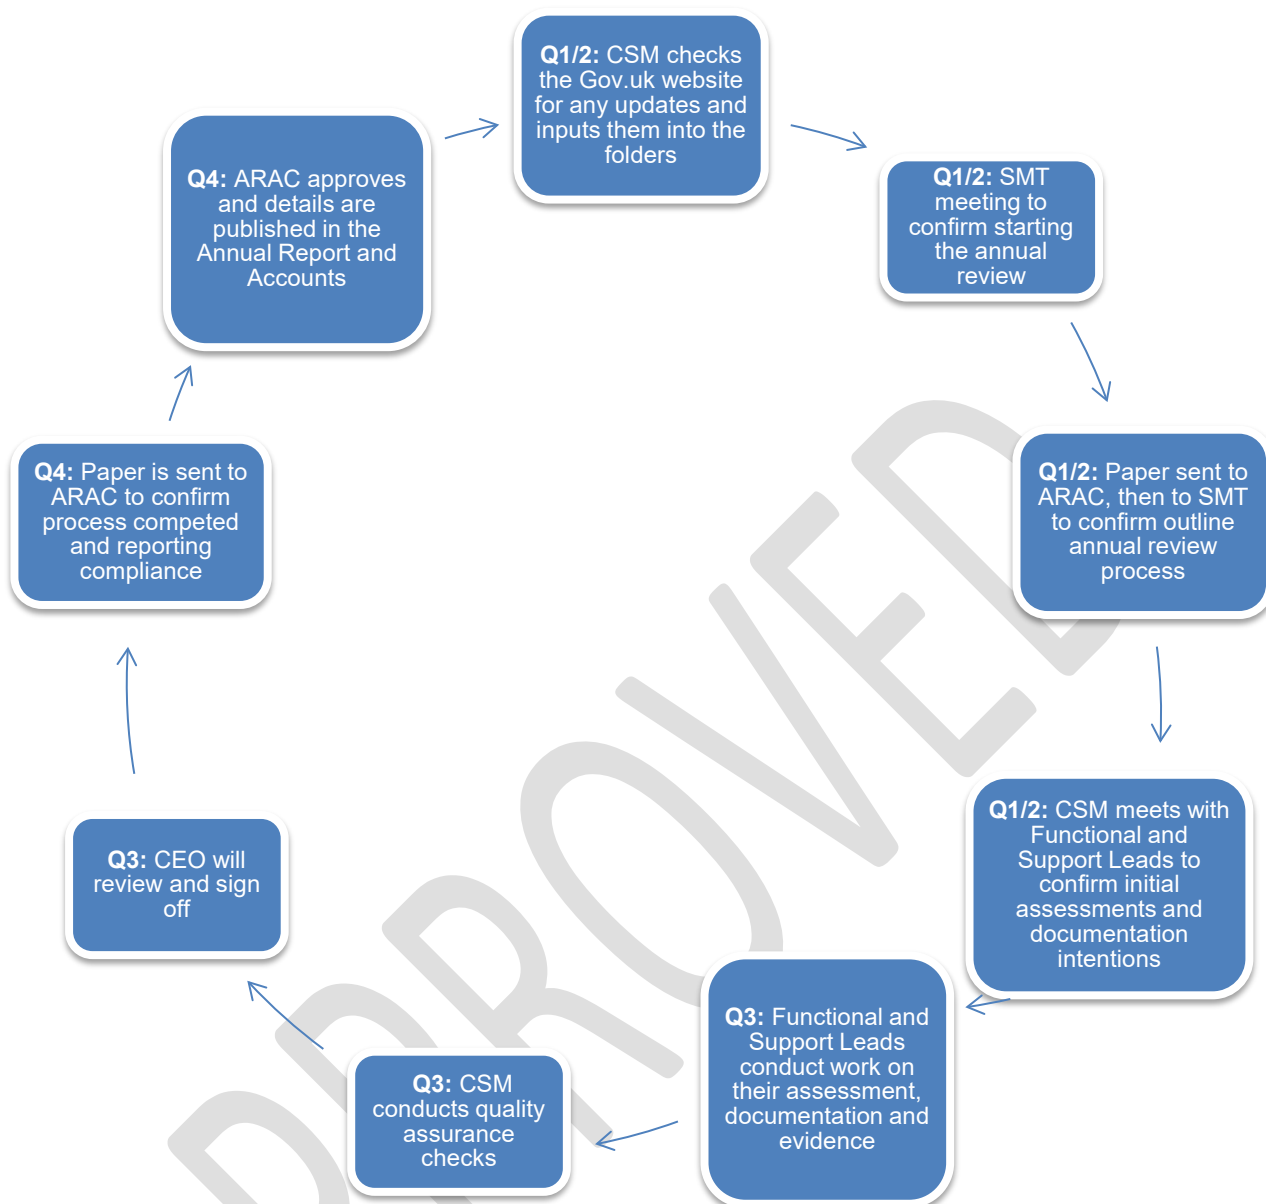 Q1/2: CSM checks
the Gov.uk website
for any updates and
inputs them into the
folders
Q1/2: SMT
meeting to
confirm starting
the annual
review
Q1/2: Paper sent to
ARAC, then to SMT
to confirm outline
annual review
process
Q1/2: CSM meets with
Functional and
Support Leads to
confirm initial
assessments and
documentation
intentions
Q3: Functional and
Support Leads
conduct work on
their assessment,
documentation and
evidence
Q3: CSM
conducts quality
assurance
checks
Q3: CEO will
review and sign
off
Q4: Paper is sent to
ARAC to confirm
process competed
and reporting
compliance
Q4: ARAC approves
and details are
published in the
Annual Report and
Accounts
PPROVED